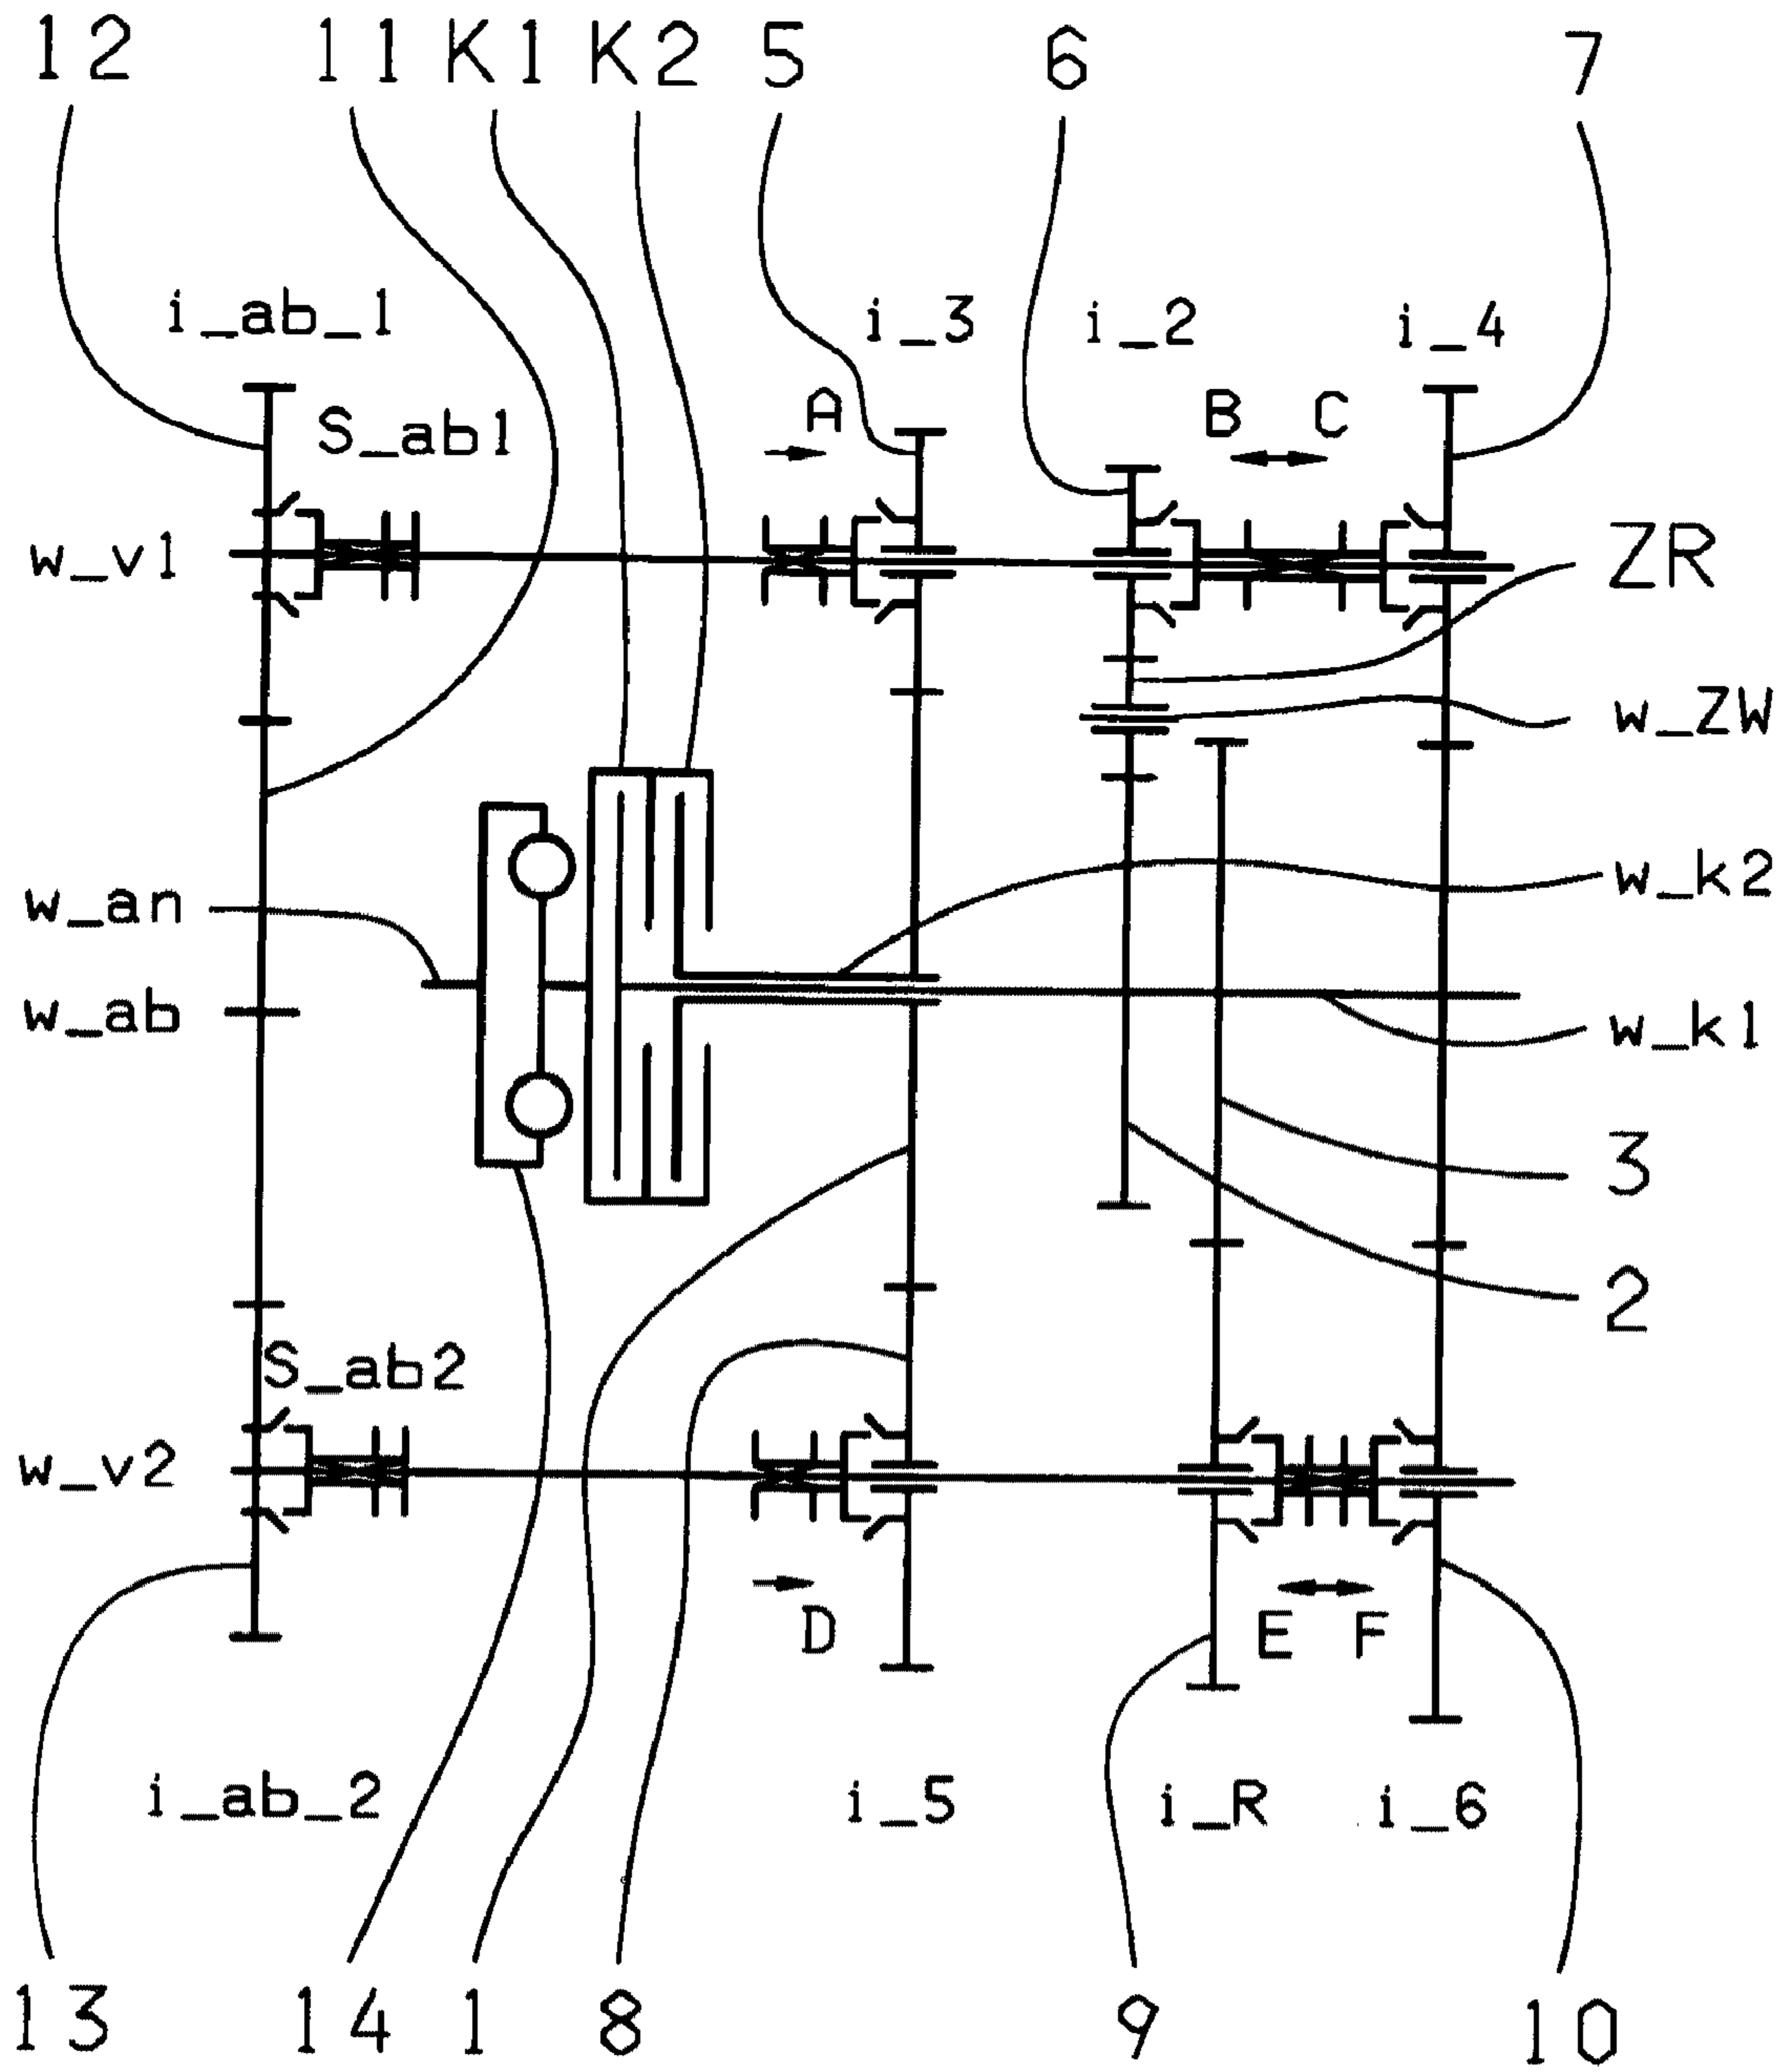 12 11 K1 K2 5 6 7
i_ab_1 i_3 i_2 i_4
S_ab1 A B C
w_v1 ZR
w_ZW
w_an w_k2
w_ab w_k1
3
2
S_ab2
w_v2
D E F
i_ab_2 i_5 i_R i_6
13 14 1 8 9 10